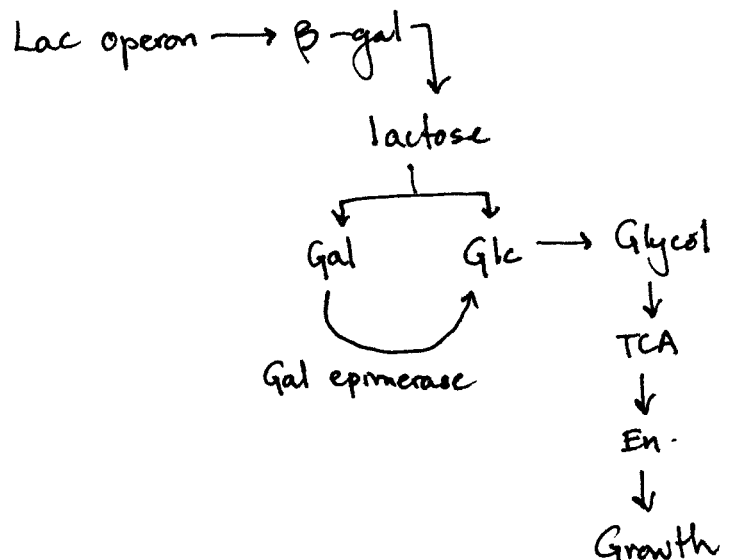 Lac operon → β-gal
lactose
Gal Glc → Glycol
TCA
Gal epimerase
En.
Growth